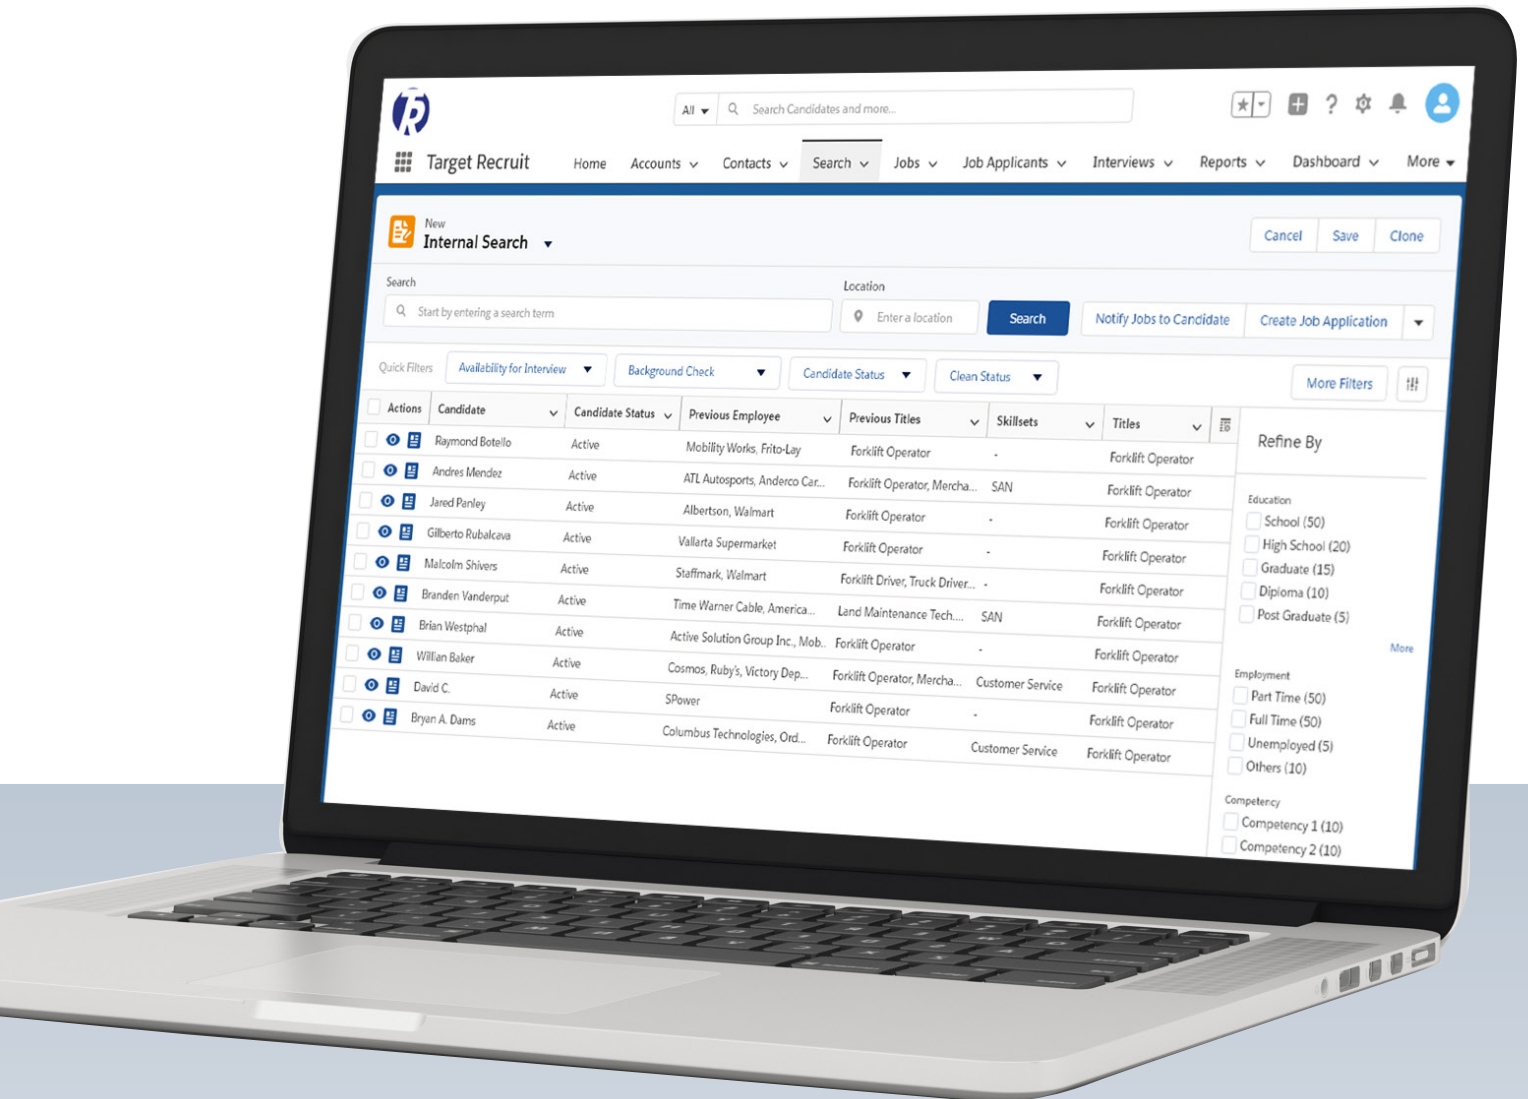 TR
All Search Candidates and more...
Target Recruit Home Accounts Contacts Search Jobs Job Applicants Interviews Reports Dashboard More
New
Internal Search
Cancel Save Clone
Search Location
Start by entering a search term Enter a location Search Notify Jobs to Candidate Create Job Application
Quick Filters Availability for Interview Background Check Candidate Status Clean Status More Filters
Actions Candidate Candidate Status Previous Employee Previous Titles Skillsets Titles
Raymond Botello Active Mobility Works, Frito-Lay Forklift Operator - Forklift Operator
Andres Mendez Active ATL Autosports, Anderco Car... Forklift Operator, Mercha... SAN Forklift Operator
Jared Panley Active Albertson, Walmart Forklift Operator - Forklift Operator
Gilberto Rubalcava Active Vallarta Supermarket Forklift Operator - Forklift Operator
Malcolm Shivers Active Staffmark, Walmart Forklift Driver, Truck Driver... - Forklift Operator
Branden Vanderput Active Time Warner Cable, America... Land Maintenance Tech.... SAN Forklift Operator
Brian Westphal Active Active Solution Group Inc., Mob.. Forklift Operator - Forklift Operator
Willian Baker Active Cosmos, Ruby's, Victory Dep... Forklift Operator, Mercha... Customer Service Forklift Operator
David C. Active SPower Forklift Operator - Forklift Operator
Bryan A. Dams Active Columbus Technologies, Ord... Forklift Operator Customer Service Forklift Operator
Refine By
Education
School (50)
High School (20)
Graduate (15)
Diploma (10)
Post Graduate (5)
More
Employment
Part Time (50)
Full Time (50)
Unemployed (5)
Others (10)
Competency
Competency 1 (10)
Competency 2 (10)